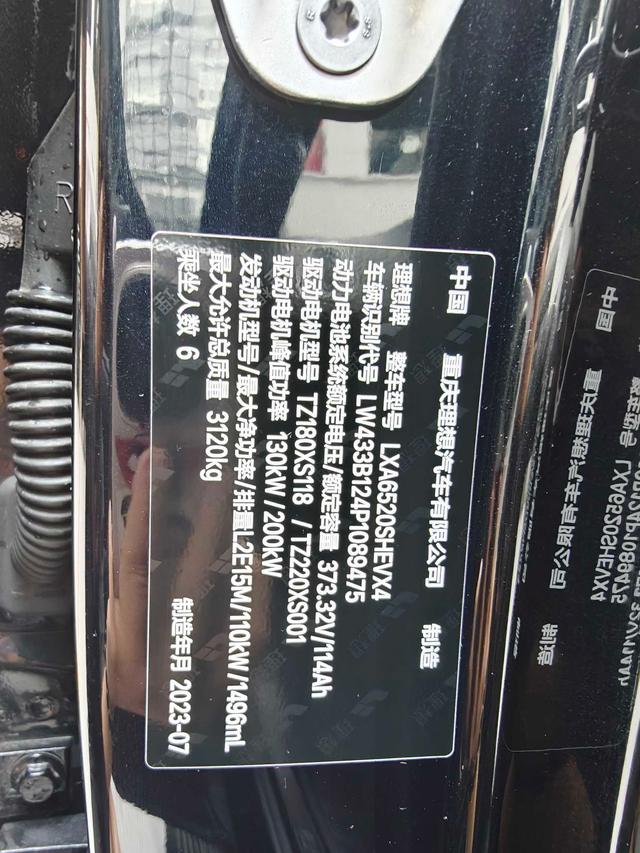 中国 重庆理想汽车有限公司 制造
理想牌 整车型号 LXA6520SHEVX4
车辆识别代号 LW433B124P1089475
动力电池系统额定电压/额定容量 373.32V/114Ah
驱动电机型号 TZ180XS118 / TZ220XS001
驱动电机峰值功率 130kW / 200kW
发动机型号/最大净功率/排量L2E15M/110kW/1496mL
最大允许总质量 3120kg
乘坐人数 6 制造年月 2023-07
R